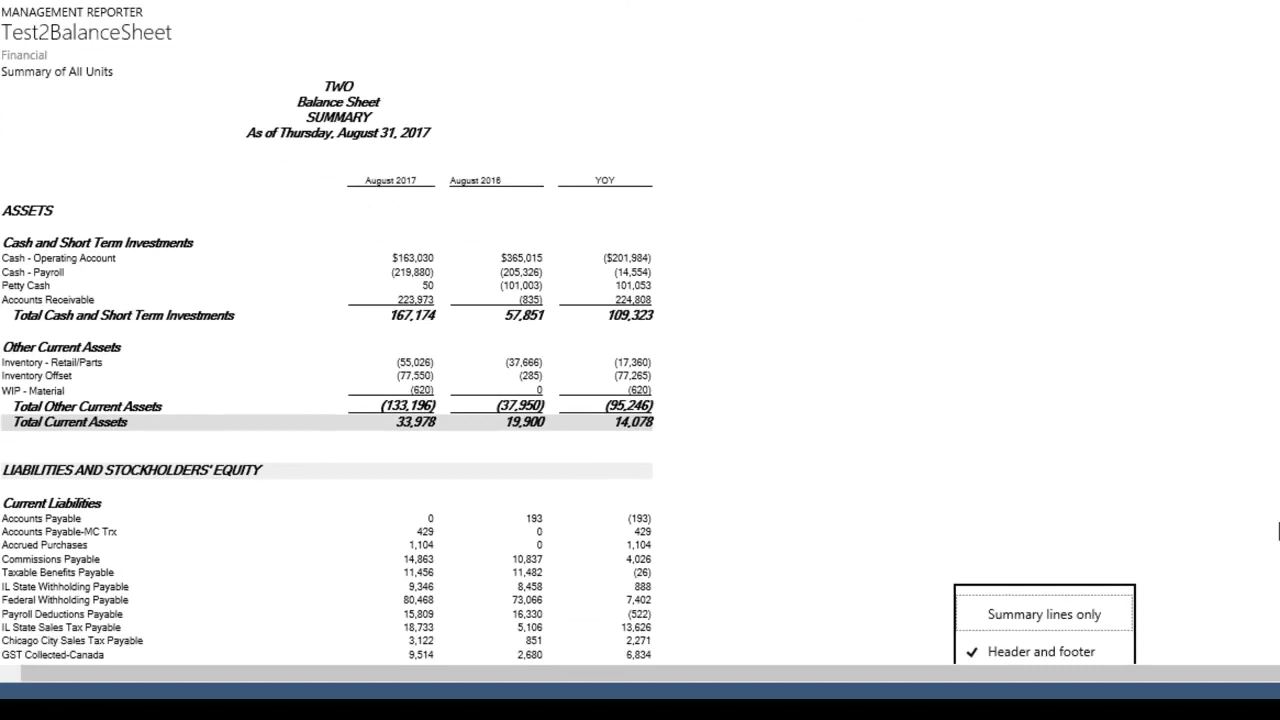 MANAGEMENT REPORTER
Test2BalanceSheet
Financial
Summary of All Units
TWO
Balance Sheet
SUMMARY
As of Thursday, August 31, 2017
August 2017 August 2016 YOY
ASSETS
Cash and Short Term Investments
Cash - Operating Account $163,030 $365,015 ($201,984)
Cash - Payroll (219,880) (205,326) (14,554)
Petty Cash 50 (101,003) 101,053
Accounts Receivable 223,973 (835) 224,808
Total Cash and Short Term Investments 167,174 57,851 109,323
Other Current Assets
Inventory - Retail/Parts (55,026) (37,666) (17,360)
Inventory Offset (77,550) (285) (77,265)
WIP - Material (620) 0 (620)
Total Other Current Assets (133,196) (37,950) (95,246)
Total Current Assets 33,978 19,900 14,078
LIABILITIES AND STOCKHOLDERS' EQUITY
Current Liabilities
Accounts Payable 0 193 (193)
Accounts Payable-MC Trx 429 0 429
Accrued Purchases 1,104 0 1,104
Commissions Payable 14,863 10,837 4,026
Taxable Benefits Payable 11,456 11,482 (26)
IL State Withholding Payable 9,346 8,458 888
Federal Withholding Payable 80,468 73,066 7,402
Payroll Deductions Payable 15,809 16,330 (522)
IL State Sales Tax Payable 18,733 5,106 13,626
Chicago City Sales Tax Payable 3,122 851 2,271
GST Collected-Canada 9,514 2,680 6,834
Summary lines only
Header and footer